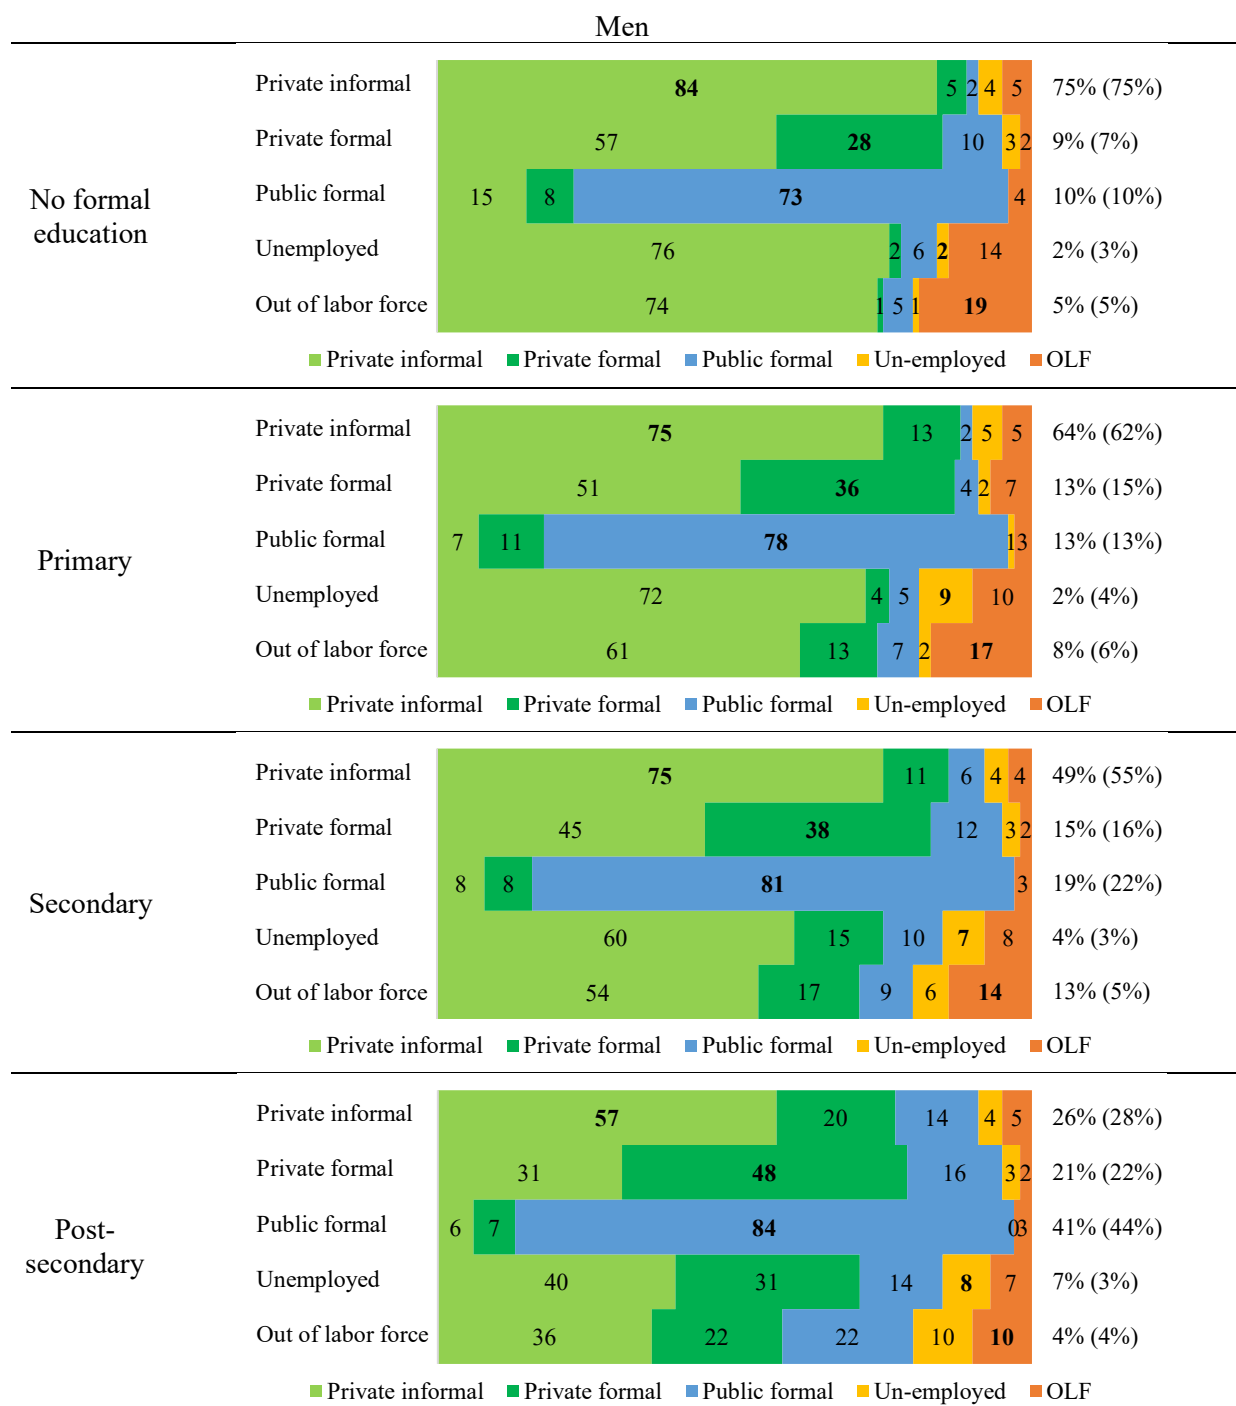 Men
No formal
education
Private informal 84 5 2 4 5 75% (75%)
Private formal 57 28 10 3 2 9% (7%)
Public formal 15 8 73 4 10% (10%)
Unemployed 76 2 6 2 14 2% (3%)
Out of labor force 74 1 5 1 19 5% (5%)
Private informal Private formal Public formal Un-employed OLF
Primary
Private informal 75 13 2 5 5 64% (62%)
Private formal 51 36 4 2 7 13% (15%)
Public formal 7 11 78 1 3 13% (13%)
Unemployed 72 4 5 9 10 2% (4%)
Out of labor force 61 13 7 2 17 8% (6%)
Private informal Private formal Public formal Un-employed OLF
Secondary
Private informal 75 11 6 4 4 49% (55%)
Private formal 45 38 12 3 2 15% (16%)
Public formal 8 8 81 3 19% (22%)
Unemployed 60 15 10 7 8 4% (3%)
Out of labor force 54 17 9 6 14 13% (5%)
Private informal Private formal Public formal Un-employed OLF
Post-
secondary
Private informal 57 20 14 4 5 26% (28%)
Private formal 31 48 16 3 2 21% (22%)
Public formal 6 7 84 0 3 41% (44%)
Unemployed 40 31 14 8 7 7% (3%)
Out of labor force 36 22 22 10 10 4% (4%)
Private informal Private formal Public formal Un-employed OLF